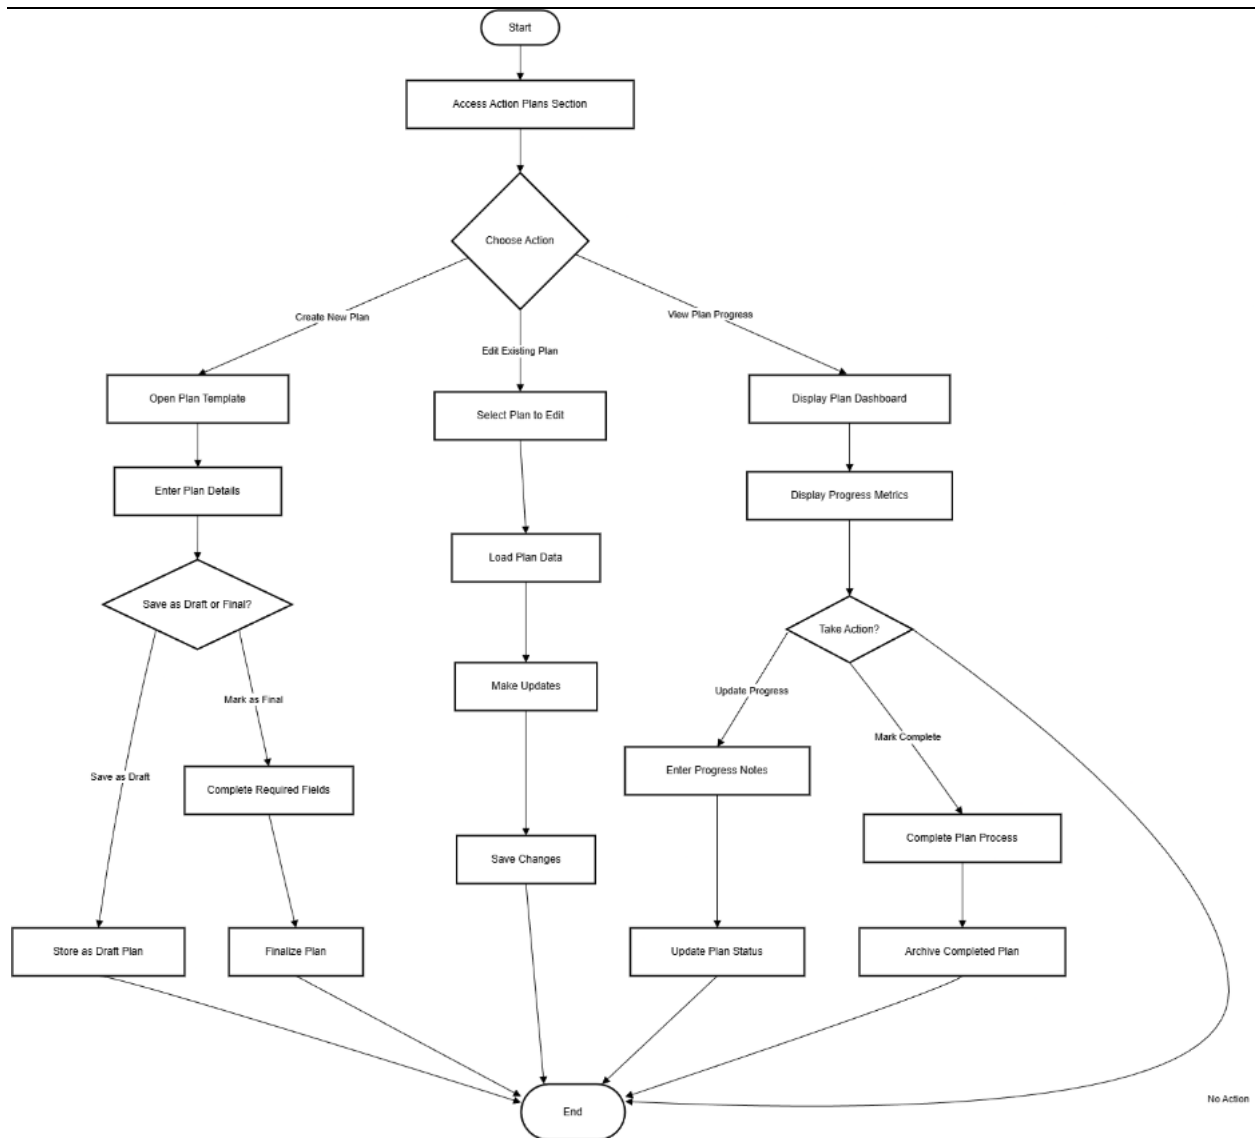 Start
Access Action Plans Section
Choose Action
Create New Plan
View Plan Progress
Edit Existing Plan
Open Plan Template
Select Plan to Edit
Display Plan Dashboard
Enter Plan Details
Display Progress Metrics
Load Plan Data
Save as Draft or Final?
Take Action?
Make Updates
Update Progress
Mark as Final
Mark Complete
Enter Progress Notes
Save as Draft
Complete Required Fields
Complete Plan Process
Save Changes
Store as Draft Plan
Finalize Plan
Update Plan Status
Archive Completed Plan
No Action
End